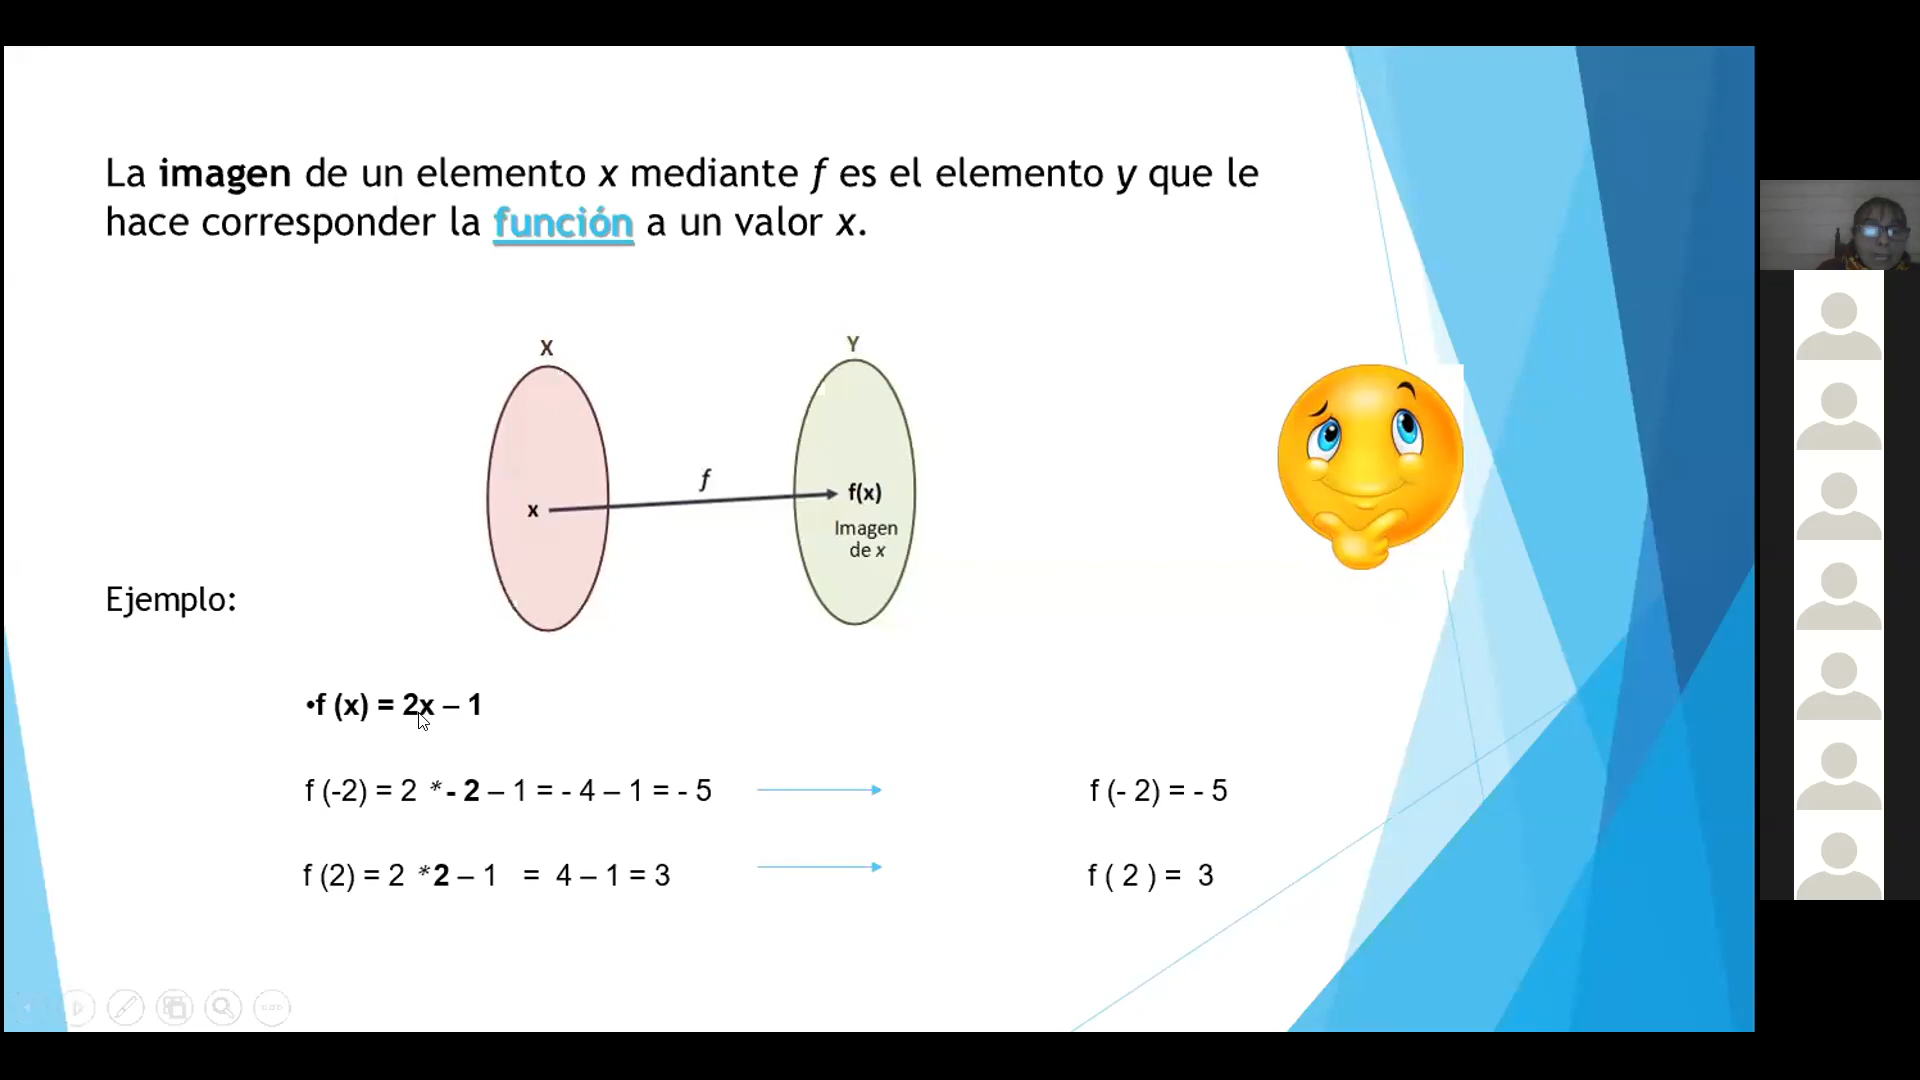 La imagen de un elemento x mediante f es el elemento y que le
hace corresponder la función a un valor x.
X
Y
f
x
f(x)
Imagen
de x
Ejemplo:
•f (x) = 2x – 1
f (-2) = 2 *- 2 – 1 = - 4 – 1 = - 5
f (- 2) = - 5
f (2) = 2 *2 – 1 = 4 – 1 = 3
f ( 2 ) = 3